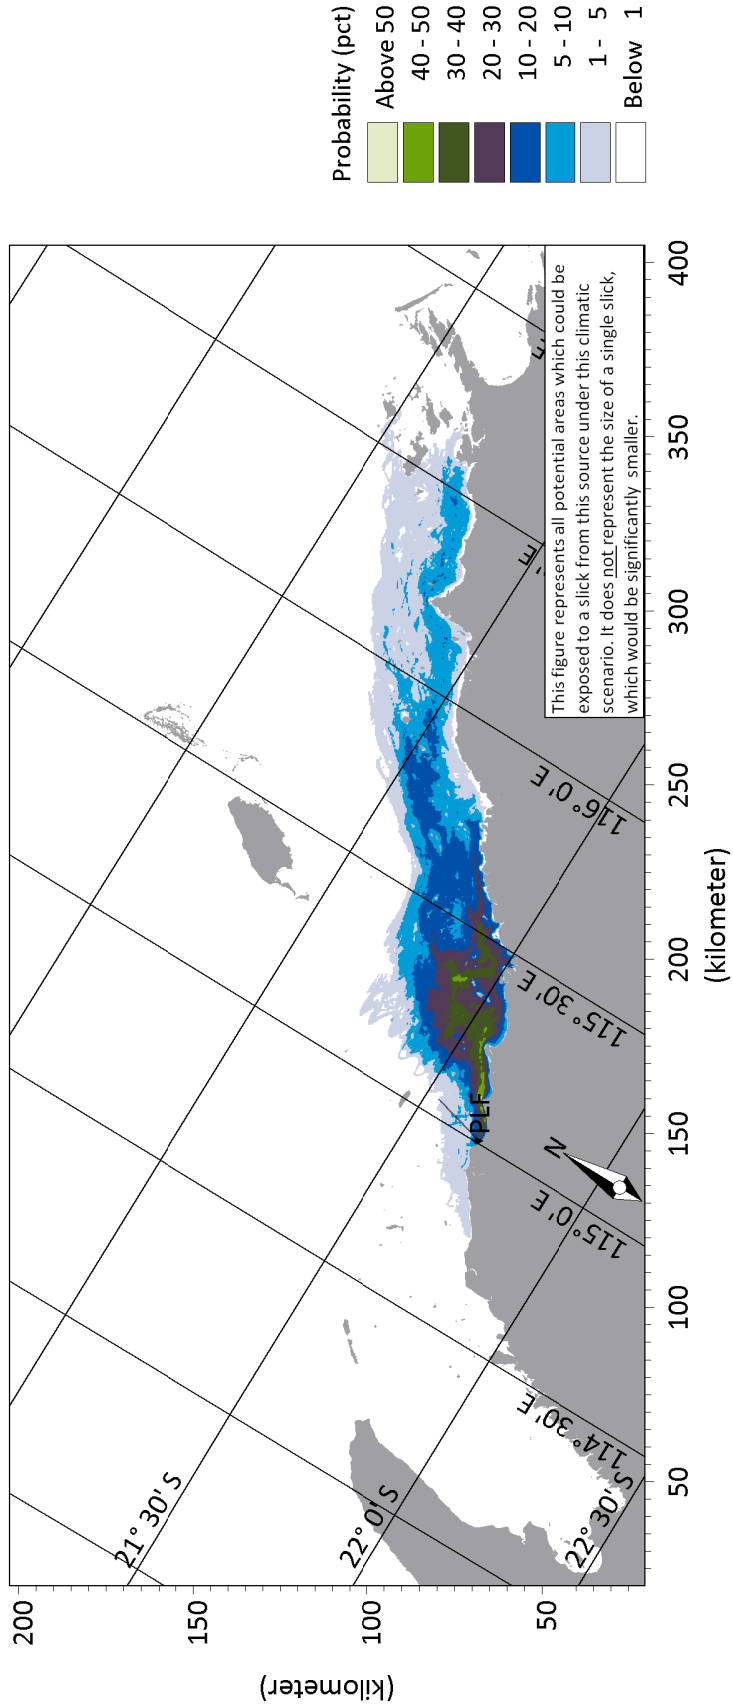 Probability (pct)
Above 50
40 - 50
30 - 40
20 - 30
10 - 20
5 - 10
1 - 5
Below 1
200
150
100
50
(kilometer)
21° 30' S
22° 0' S
22° 30' S
114° 30' E
115° 0' E
115° 30' E
116° 0' E
E
PLF
N
This figure represents all potential areas which could be
exposed to a slick from this source under this climatic
scenario. It does not represent the size of a single slick,
which would be significantly smaller.
50
100
150
200
250
300
350
400
(kilometer)